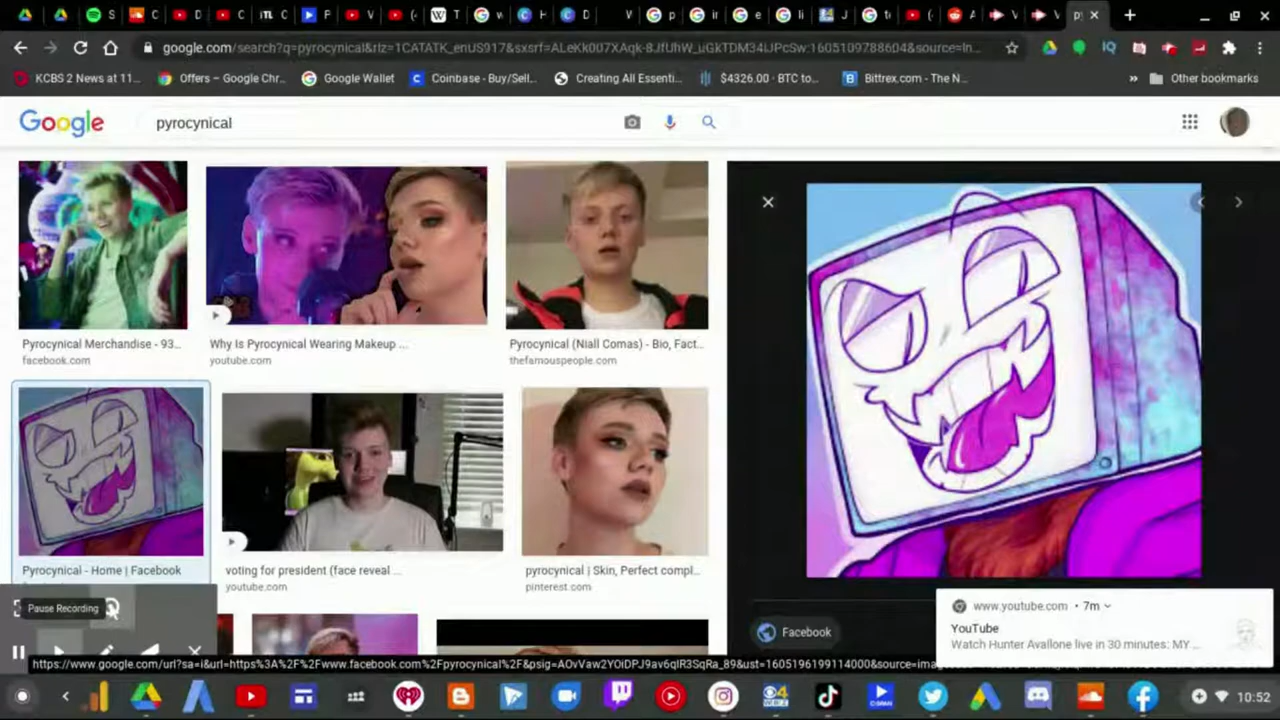 google.com/search?q=pyrocynical&rlz=1CATATK_enUS917&sxsrf=ALeKk007XAqk-8JfUhW_uGkTDM34IJPcSw:1605109788604&source=ln...
KCBS 2 News at 11...
Offers – Google Chr...
Google Wallet
Coinbase - Buy/Sell...
Creating All Essenti...
$4326.00 · BTC to...
Bittrex.com - The N...
»
Other bookmarks
Google
pyrocynical
Pyrocynical Merchandise - 93...
facebook.com
Why Is Pyrocynical Wearing Makeup ...
youtube.com
Pyrocynical (Niall Comas) - Bio, Fact...
thefamouspeople.com
Pyrocynical - Home | Facebook
voting for president (face reveal ...
youtube.com
pyrocynical | Skin, Perfect compl...
pinterest.com
Pause Recording
www.youtube.com • 7m
YouTube
Watch Hunter Avallone live in 30 minutes: MY ...
Facebook
https://www.google.com/url?sa=i&url=https%3A%2F%2Fwww.facebook.com%2Fpyrocynical%2F&psig=AOvVaw2YOiDPJ9av6qIR3SqRa_89&ust=1605196199114000&source=imag
10:52